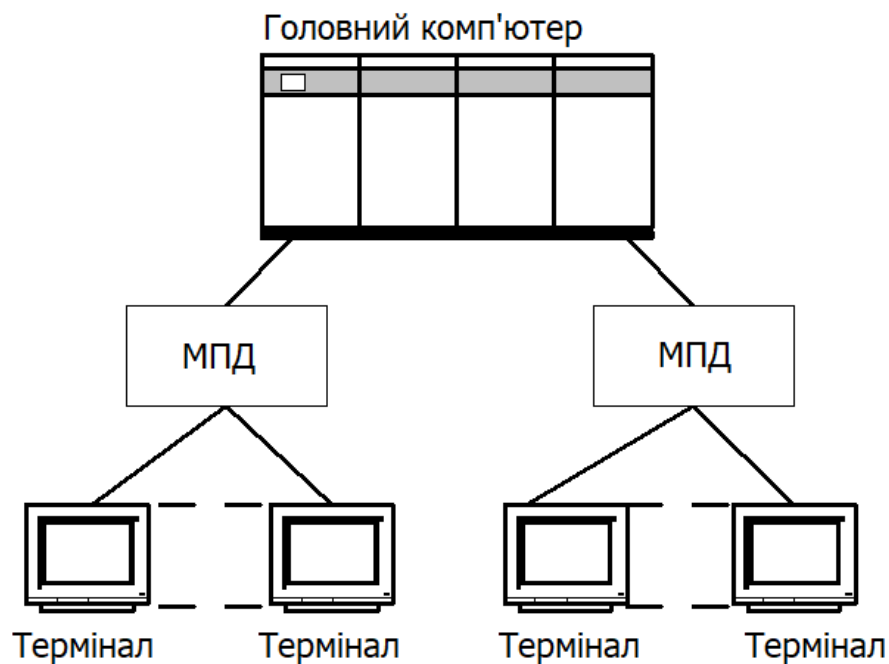 Головний комп'ютер
МПД
МПД
Термінал
Термінал
Термінал
Термінал